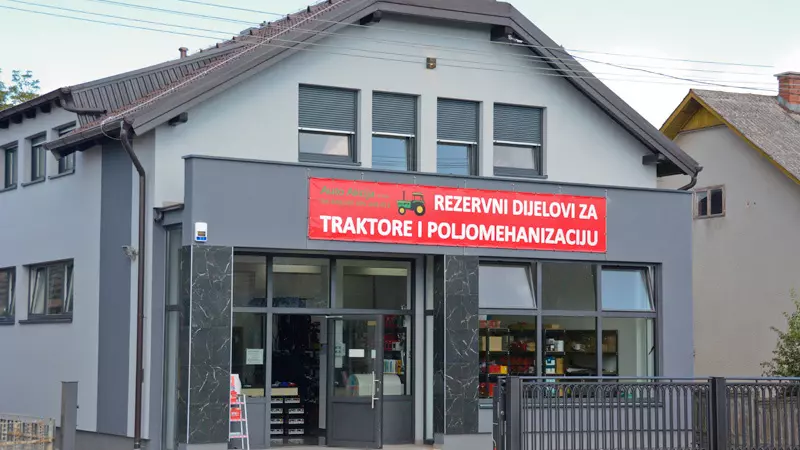 REZERVNI DIJELOVI ZA
TRAKTORE I POLJOMEHANIZACIJU